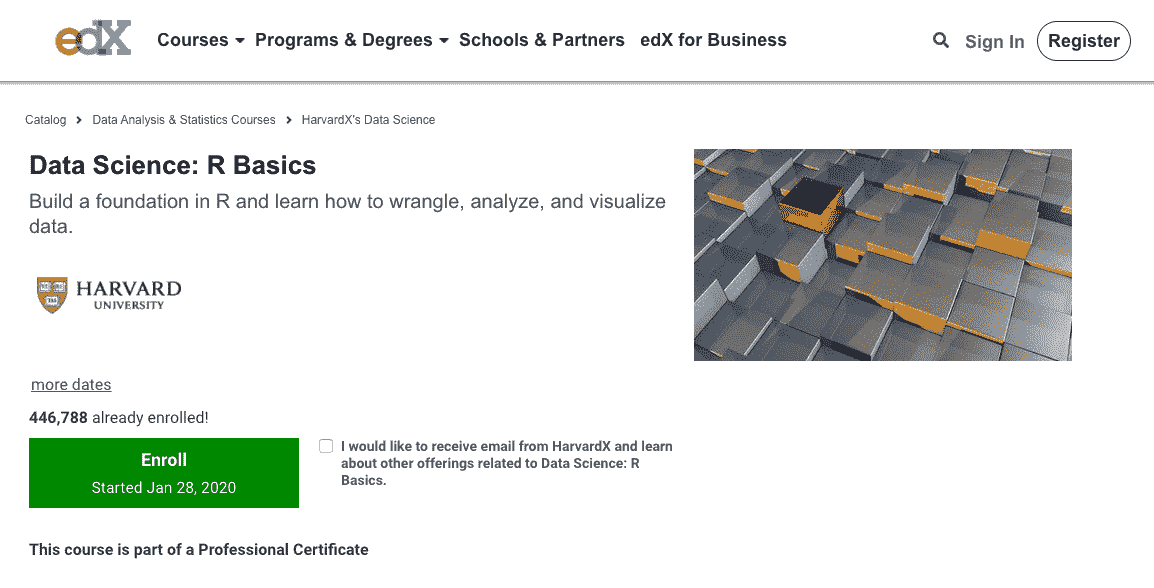 edX Courses Programs & Degrees Schools & Partners edX for Business Sign In Register
Catalog Data Analysis & Statistics Courses HarvardX's Data Science
Data Science: R Basics
Build a foundation in R and learn how to wrangle, analyze, and visualize
data.
HARVARD
UNIVERSITY
more dates
446,788 already enrolled!
Enroll
Started Jan 28, 2020
I would like to receive email from HarvardX and learn
about other offerings related to Data Science: R
Basics.
This course is part of a Professional Certificate